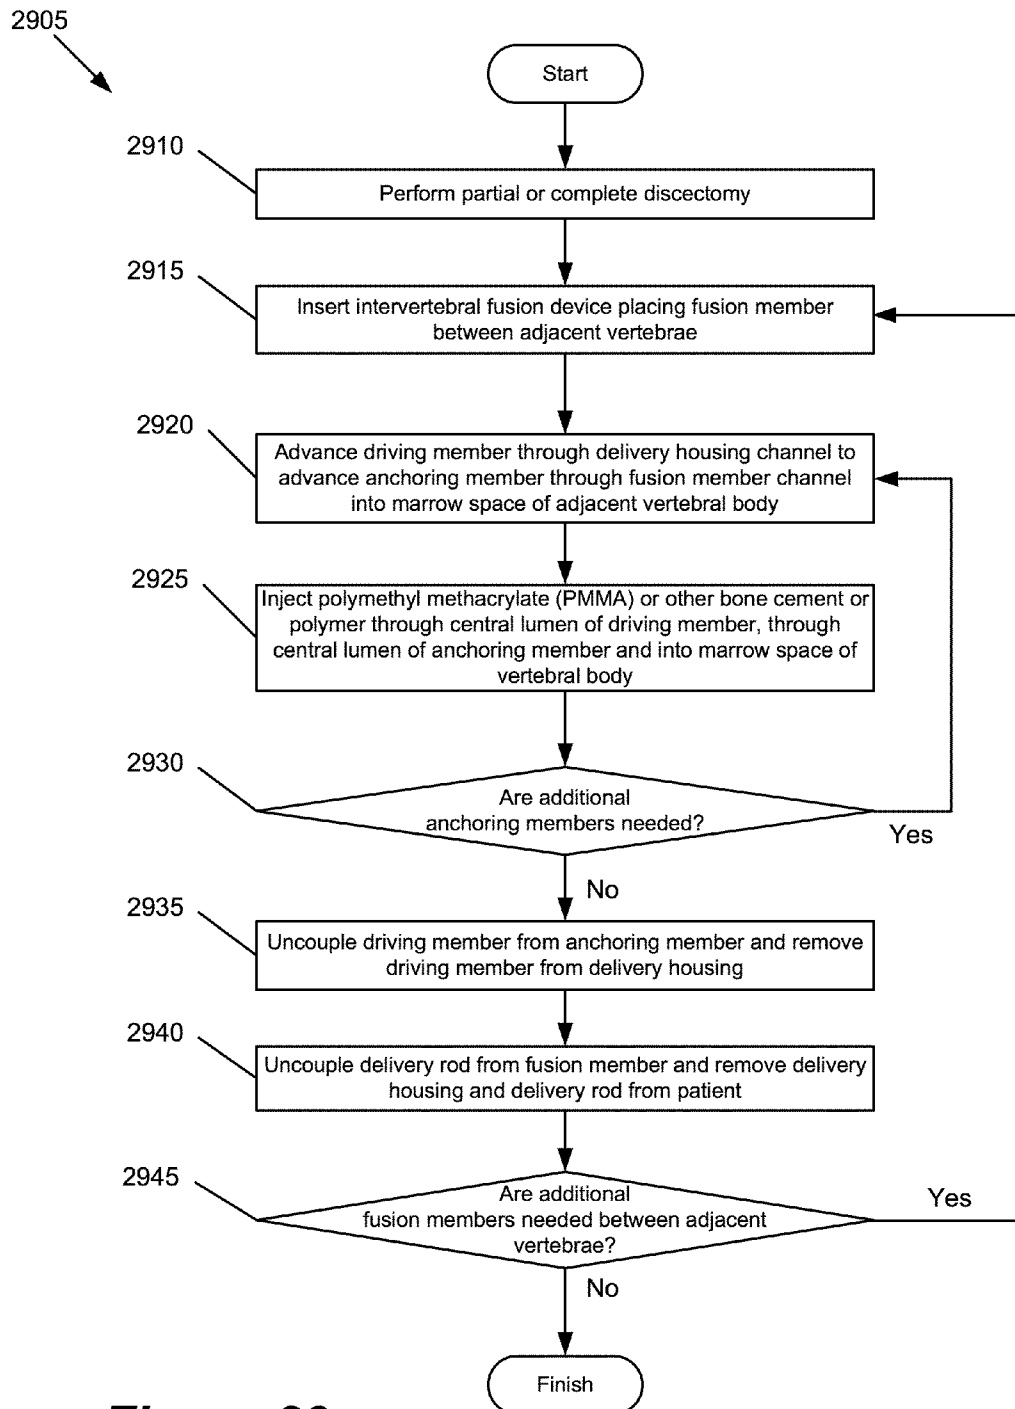 2905
Start
2910
Perform partial or complete discectomy
2915
Insert intervertebral fusion device placing fusion member
between adjacent vertebrae
2920
Advance driving member through delivery housing channel to
advance anchoring member through fusion member channel
into marrow space of adjacent vertebral body
2925
Inject polymethyl methacrylate (PMMA) or other bone cement or
polymer through central lumen of driving member, through
central lumen of anchoring member and into marrow space of
vertebral body
2930
Are additional
anchoring members needed?
Yes
No
2935
Uncouple driving member from anchoring member and remove
driving member from delivery housing
2940
Uncouple delivery rod from fusion member and remove delivery
housing and delivery rod from patient
2945
Are additional
fusion members needed between adjacent
vertebrae?
Yes
No
Finish